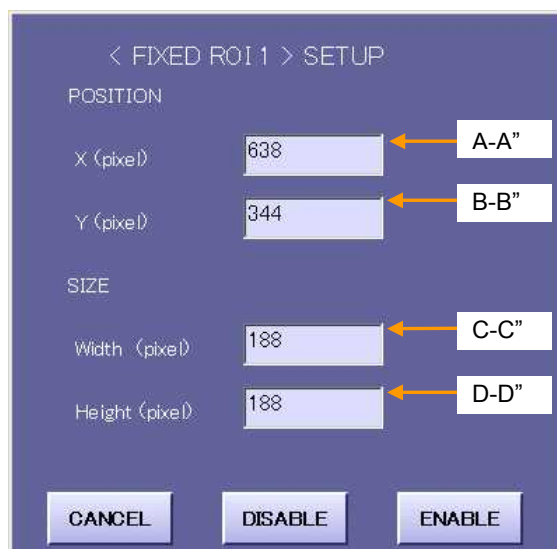 < FIXED ROI 1 > SETUP
POSITION
X (pixel) 638 A-A”
Y (pixel) 344 B-B”
SIZE
Width (pixel) 188 C-C”
Height (pixel) 188 D-D”
CANCEL DISABLE ENABLE